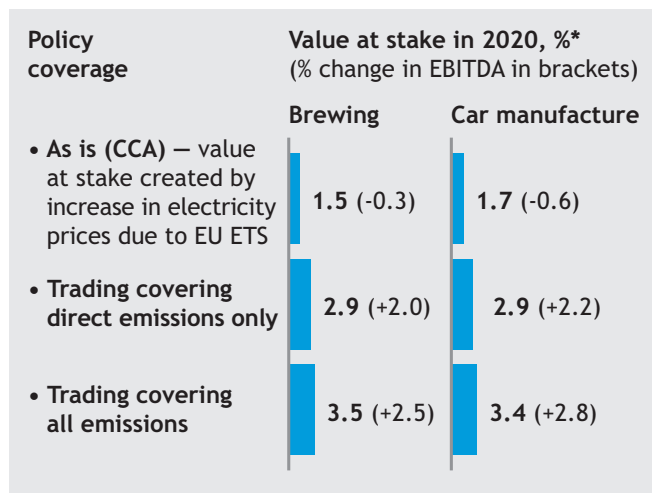 Policy
coverage
Value at stake in 2020, %*
(% change in EBITDA in brackets)
Brewing
Car manufacture
• As is (CCA) — value
at stake created by
increase in electricity
prices due to EU ETS
1.5 (-0.3)
1.7 (-0.6)
• Trading covering
direct emissions only
2.9 (+2.0)
2.9 (+2.2)
• Trading covering
all emissions
3.5 (+2.5)
3.4 (+2.8)